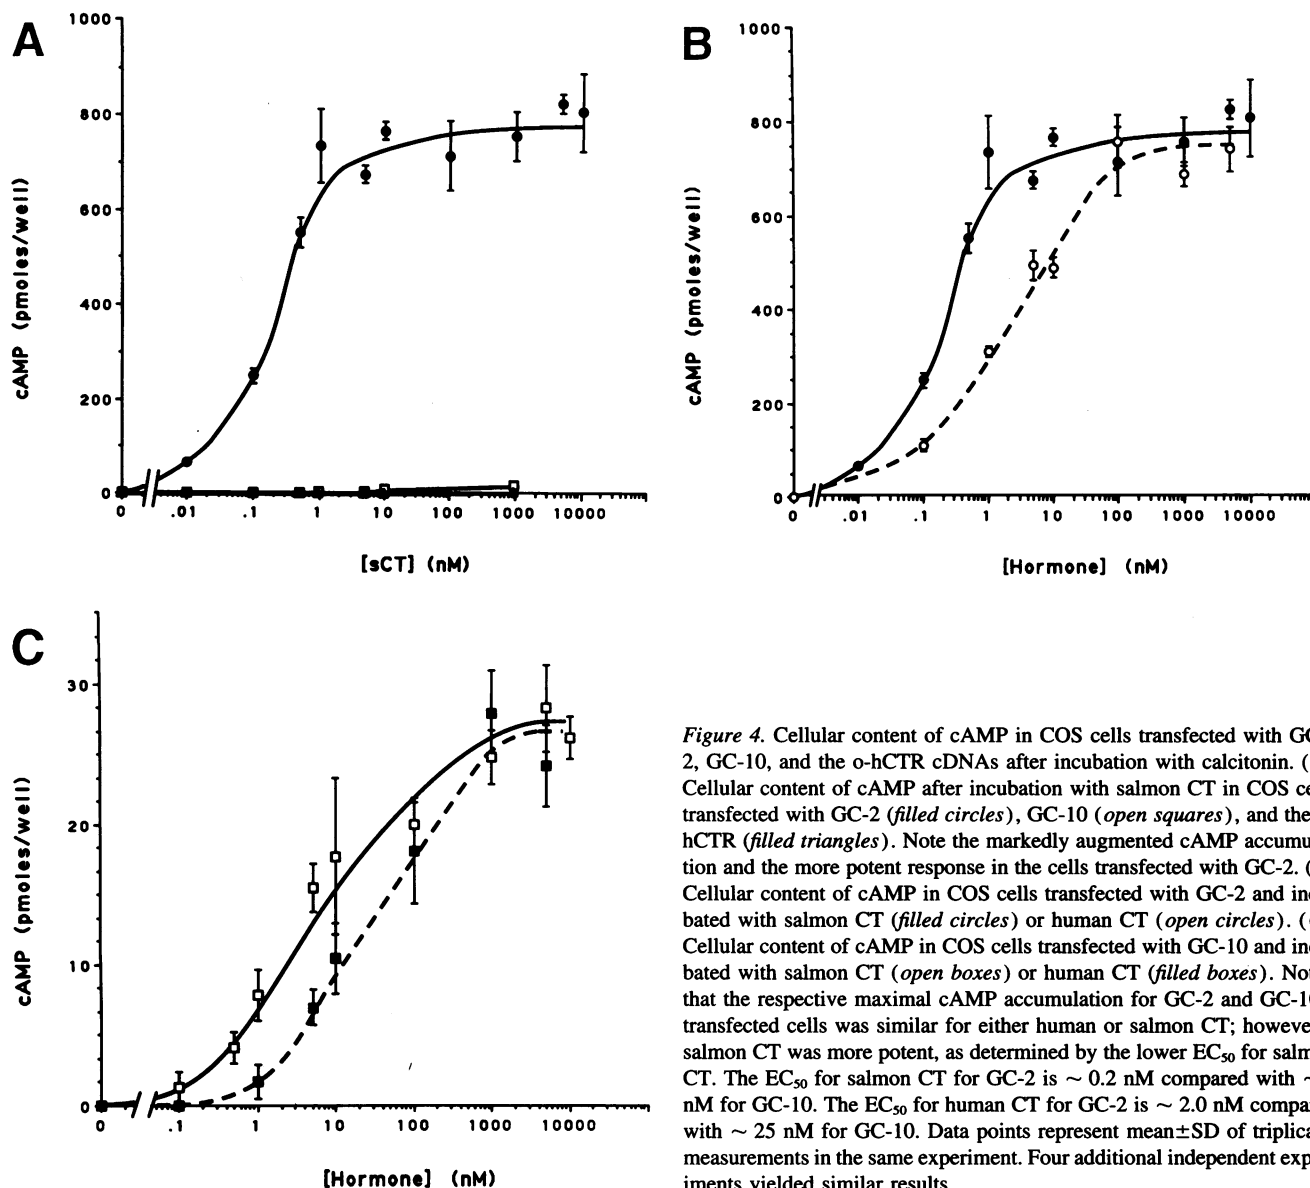 A
1000
800
600
400
200
0
cAMP (pmoles/well)
0 .01 .1 1 10 100 1000 10000
[sCT] (nM)
B
1000
800
600
400
200
0
cAMP (pmoles/well)
0 .01 .1 1 10 100 1000 10000
[Hormone] (nM)
C
30
20
10
0
cAMP (pmoles/well)
0 .1 1 10 100 1000 10000
[Hormone] (nM)
Figure 4. Cellular content of cAMP in COS cells transfected with GC
2, GC-10, and the o-hCTR cDNAs after incubation with calcitonin. (
Cellular content of cAMP after incubation with salmon CT in COS ce
transfected with GC-2 (filled circles), GC-10 (open squares), and the
hCTR (filled triangles). Note the markedly augmented cAMP accumu
tion and the more potent response in the cells transfected with GC-2. (
Cellular content of cAMP in COS cells transfected with GC-2 and inc
bated with salmon CT (filled circles) or human CT (open circles). (
Cellular content of cAMP in COS cells transfected with GC-10 and inc
bated with salmon CT (open boxes) or human CT (filled boxes). No
that the respective maximal cAMP accumulation for GC-2 and GC-1
transfected cells was similar for either human or salmon CT; howeve
salmon CT was more potent, as determined by the lower EC₅₀ for salm
CT. The EC₅₀ for salmon CT for GC-2 is ~ 0.2 nM compared with ~
nM for GC-10. The EC₅₀ for human CT for GC-2 is ~ 2.0 nM compa
with ~ 25 nM for GC-10. Data points represent mean±SD of triplica
measurements in the same experiment. Four additional independent exp
iments yielded similar results.